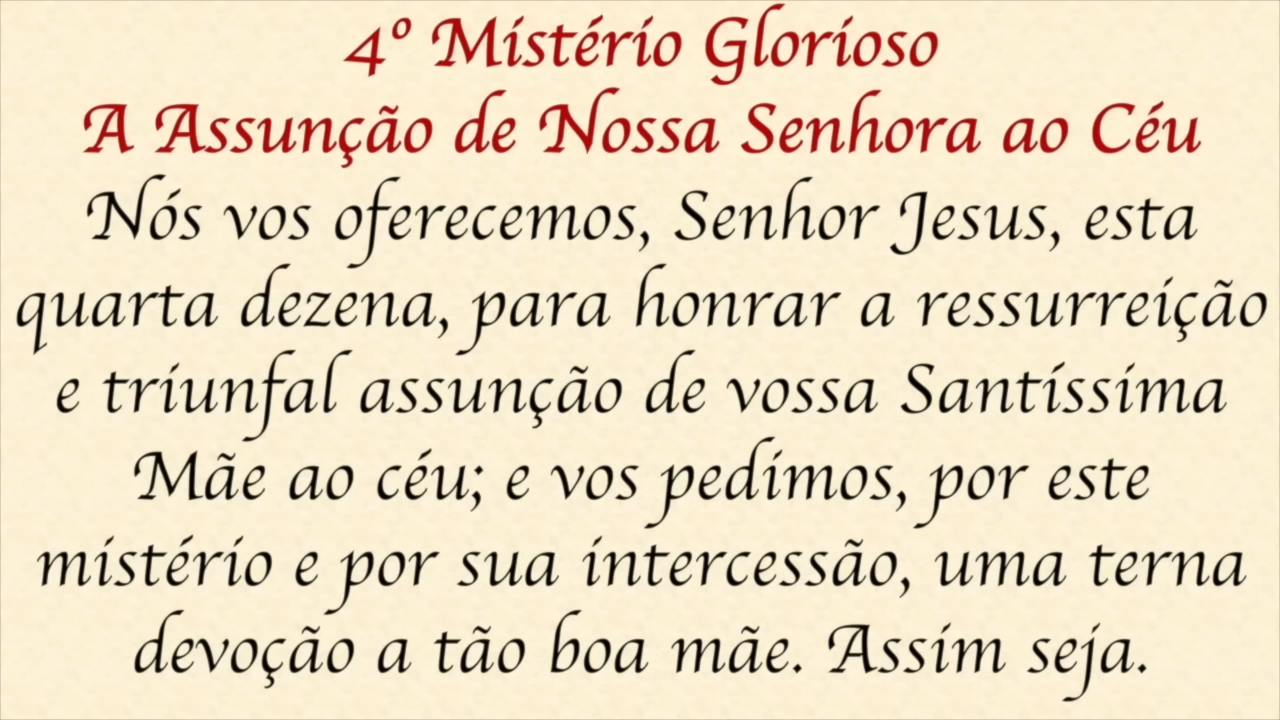 4º Mistério Glorioso
A Assunção de Nossa Senhora ao Céu
Nós vos oferecemos, Senhor Jesus, esta
quarta dezena, para honrar a ressurreição
e triunfal assunção de vossa Santíssima
Mãe ao céu; e vos pedimos, por este
mistério e por sua intercessão, uma terna
devoção a tão boa mãe. Assim seja.